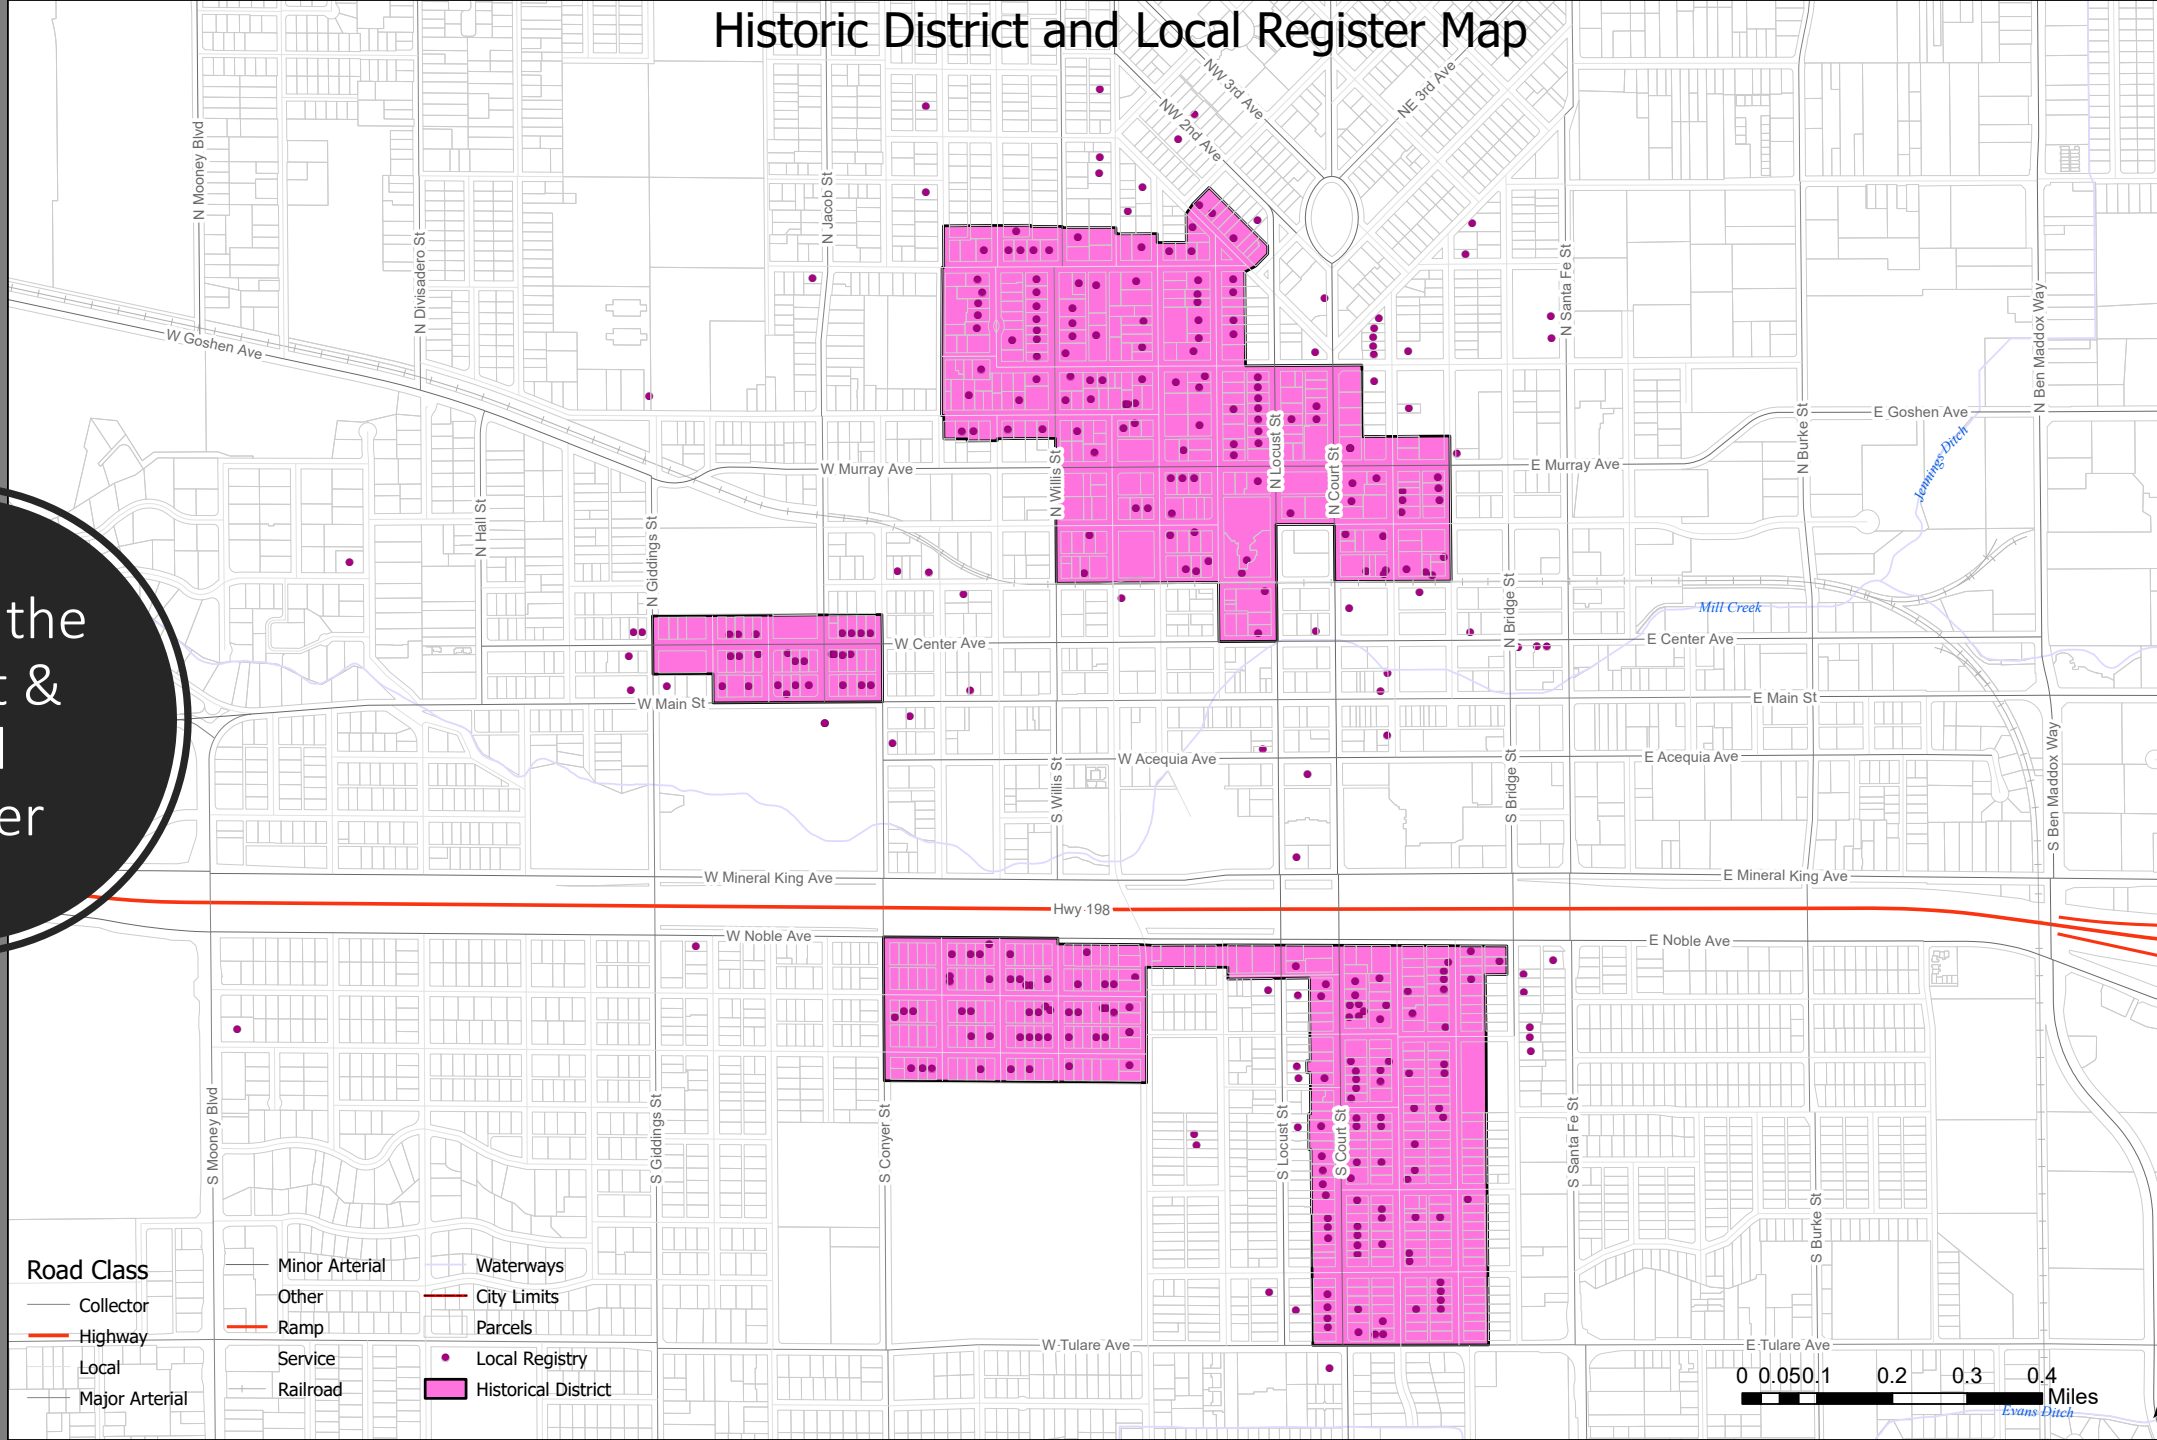 Historic District and Local Register Map
the
t &
l
er
NW 3rd Ave
NE 3rd Ave
NW 2nd Ave
N Mooney Blvd
N Divisadero St
N Jacob St
N Santa Fe St
N Ben Maddox Way
W Goshen Ave
E Goshen Ave
N Burke St
Jennings Ditch
N Locust St
N Court St
N Willis St
W Murray Ave
E Murray Ave
N Hall St
N Giddings St
N Bridge St
Mill Creek
W Center Ave
E Center Ave
W Main St
E Main St
W Acequia Ave
E Acequia Ave
S Willis St
S Bridge St
S Ben Maddox Way
W Mineral King Ave
E Mineral King Ave
Hwy 198
W Noble Ave
E Noble Ave
S Mooney Blvd
S Giddings St
S Conyer St
S Locust St
S Court St
S Santa Fe St
S Burke St
W Tulare Ave
E Tulare Ave
Road Class
Collector
Highway
Local
Major Arterial
Minor Arterial
Other
Ramp
Service
Railroad
Waterways
City Limits
Parcels
Local Registry
Historical District
0 0.05 0.1 0.2 0.3 0.4
Miles
Evans Ditch